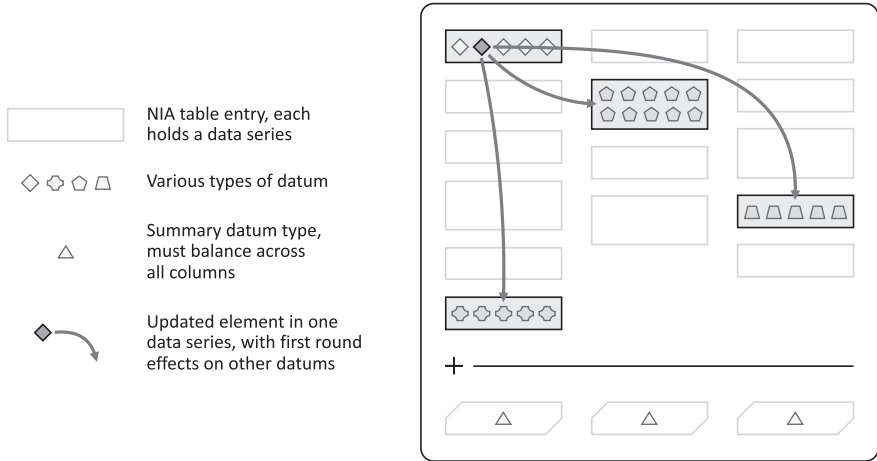 NIA table entry, each
holds a data series
Various types of datum
Summary datum type,
must balance across
all columns
Updated element in one
data series, with first round
effects on other datums
+